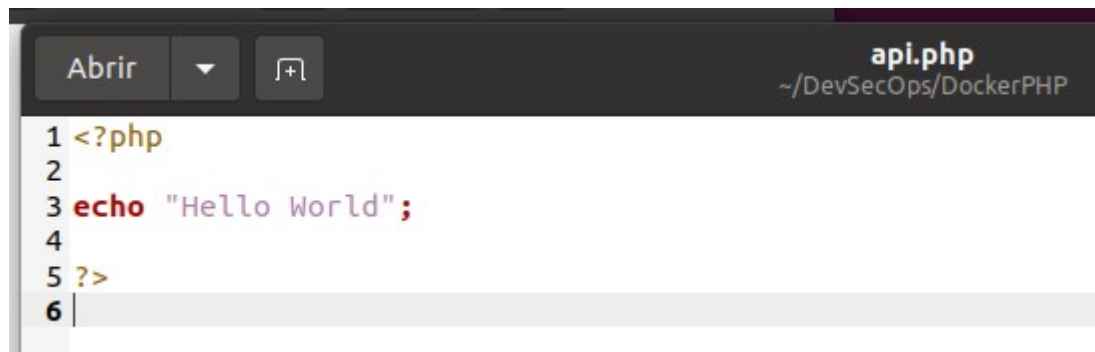 Abrir
api.php
~/DevSecOps/DockerPHP
1 <?php
2
3 echo "Hello World";
4
5 ?>
6